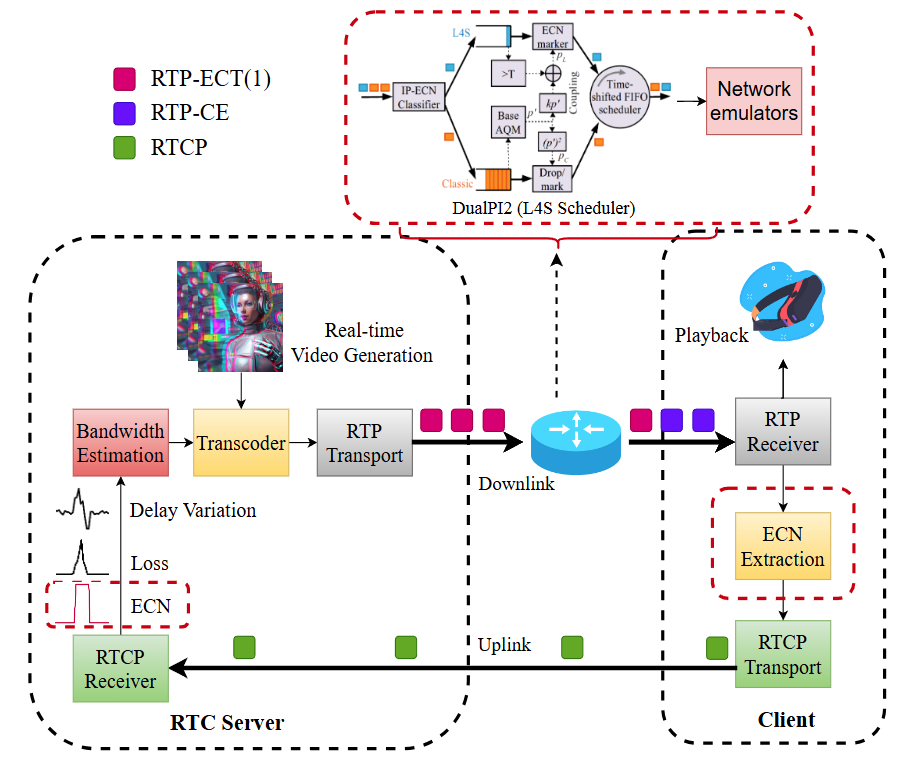 RTP-ECT(1)
RTP-CE
RTCP
L4S
ECN
marker
IP-ECN
Classifier
>T
p_L
Coupling
Time-
shifted FIFO
scheduler
Network
emulators
Base
AQM
p'
kp'
(p')²
p_C
Classic
Drop/
mark
DualPI2 (L4S Scheduler)
Real-time
Video Generation
Playback
Bandwidth
Estimation
Transcoder
RTP
Transport
Downlink
RTP
Receiver
Delay Variation
Loss
ECN
ECN
Extraction
RTCP
Receiver
Uplink
RTCP
Transport
RTC Server
Client